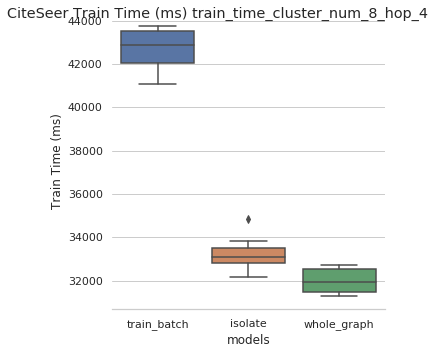 CiteSeer Train Time (ms) train_time_cluster_num_8_hop_4
44000
42000
40000
38000
36000
34000
32000
Train Time (ms)
train_batch isolate whole_graph
models